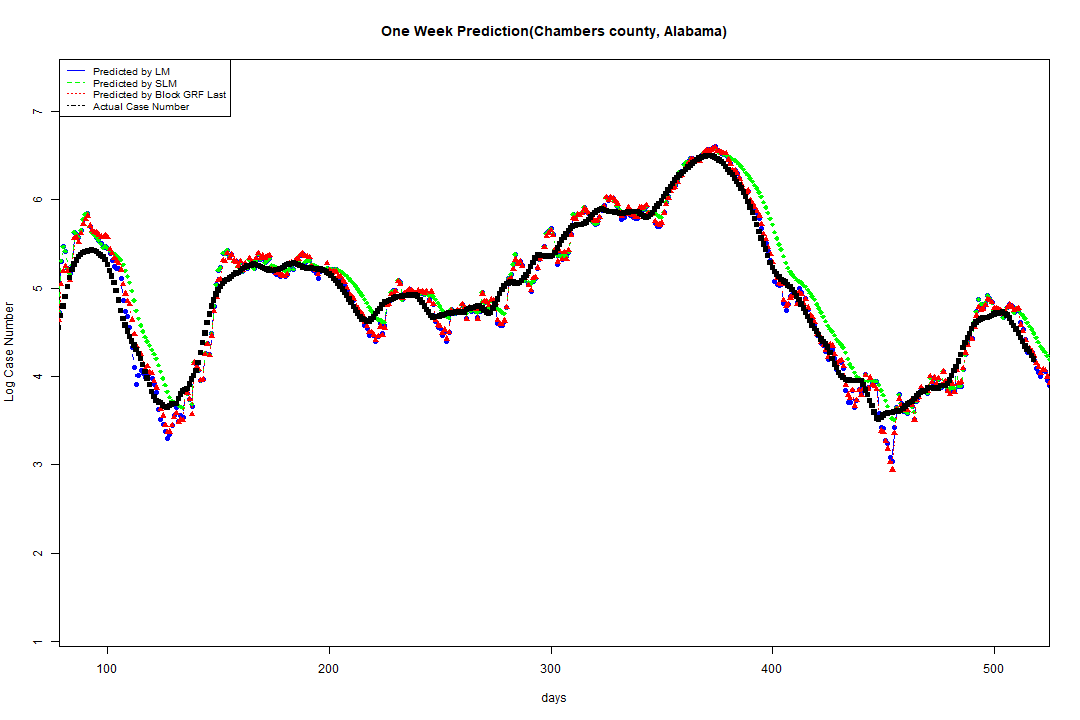 One Week Prediction(Chambers county, Alabama)
Predicted by LM
Predicted by SLM
Predicted by Block GRF Last
Actual Case Number
7
6
5
4
3
2
1
Log Case Number
100 200 300 400 500
days